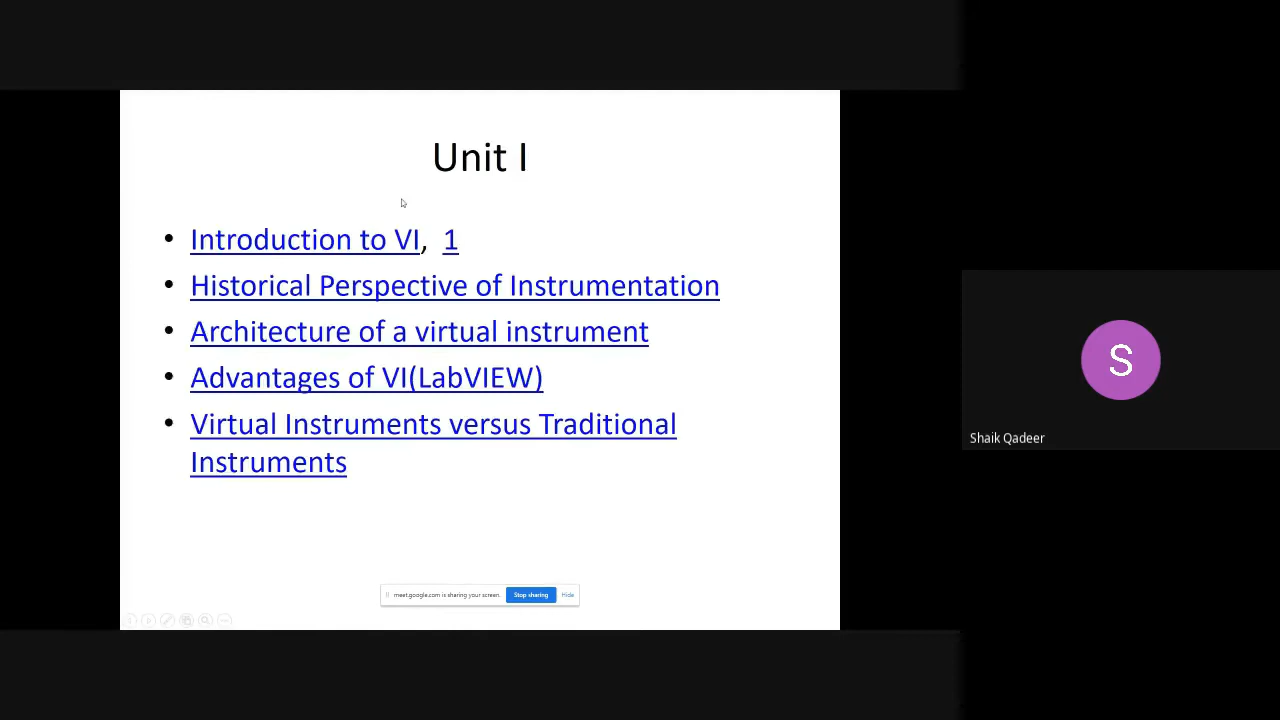 Unit I
• Introduction to VI, 1
• Historical Perspective of Instrumentation
• Architecture of a virtual instrument
• Advantages of VI(LabVIEW)
• Virtual Instruments versus Traditional
Instruments
meet.google.com is sharing your screen. Stop sharing Hide
S
Shaik Qadeer